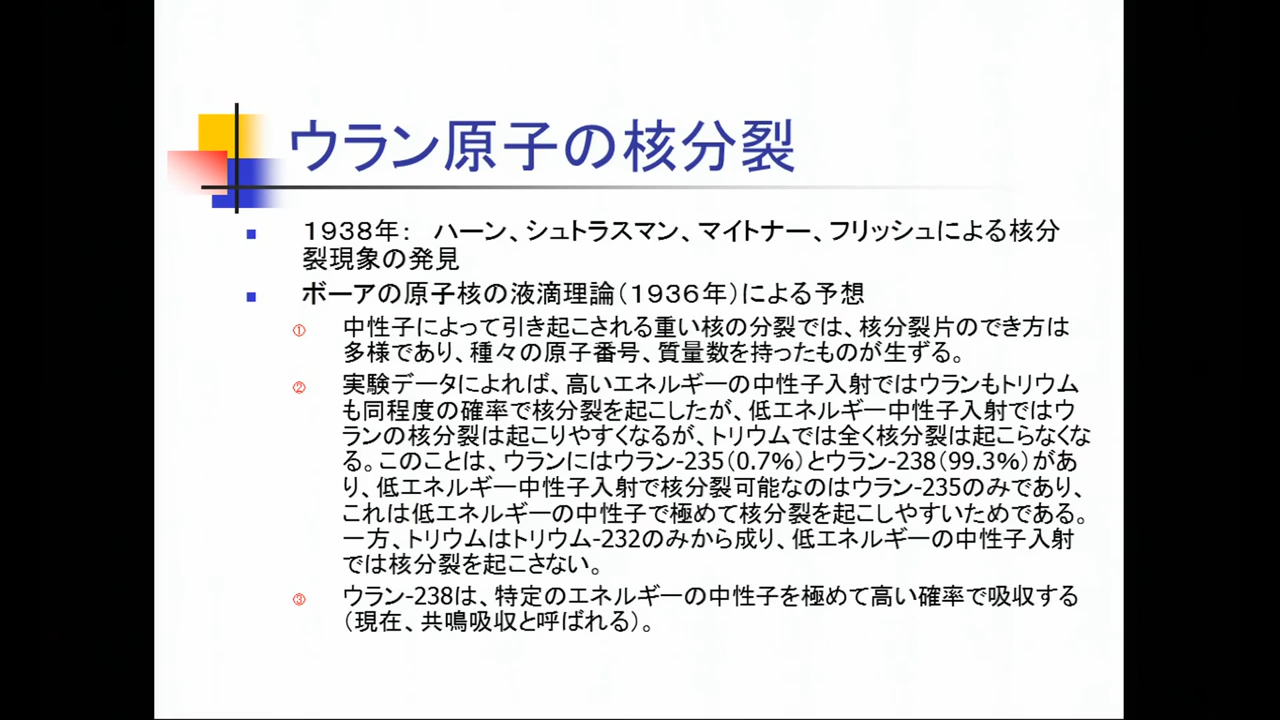 ウラン原子の核分裂
■ 1938年: ハーン、シュトラスマン、マイトナー、フリッシュによる核分
裂現象の発見
■ ボーアの原子核の液滴理論(1936年)による予想
① 中性子によって引き起こされる重い核の分裂では、核分裂片のでき方は
多様であり、種々の原子番号、質量数を持ったものが生ずる。
② 実験データによれば、高いエネルギーの中性子入射ではウランもトリウム
も同程度の確率で核分裂を起こしたが、低エネルギー中性子入射ではウ
ランの核分裂は起こりやすくなるが、トリウムでは全く核分裂は起こらなくな
る。このことは、ウランにはウラン-235(0.7%)とウラン-238(99.3%)があ
り、低エネルギー中性子入射で核分裂可能なのはウラン-235のみであり、
これは低エネルギーの中性子で極めて核分裂を起こしやすいためである。
一方、トリウムはトリウム-232のみから成り、低エネルギーの中性子入射
では核分裂を起こさない。
③ ウラン-238は、特定のエネルギーの中性子を極めて高い確率で吸収する
(現在、共鳴吸収と呼ばれる)。